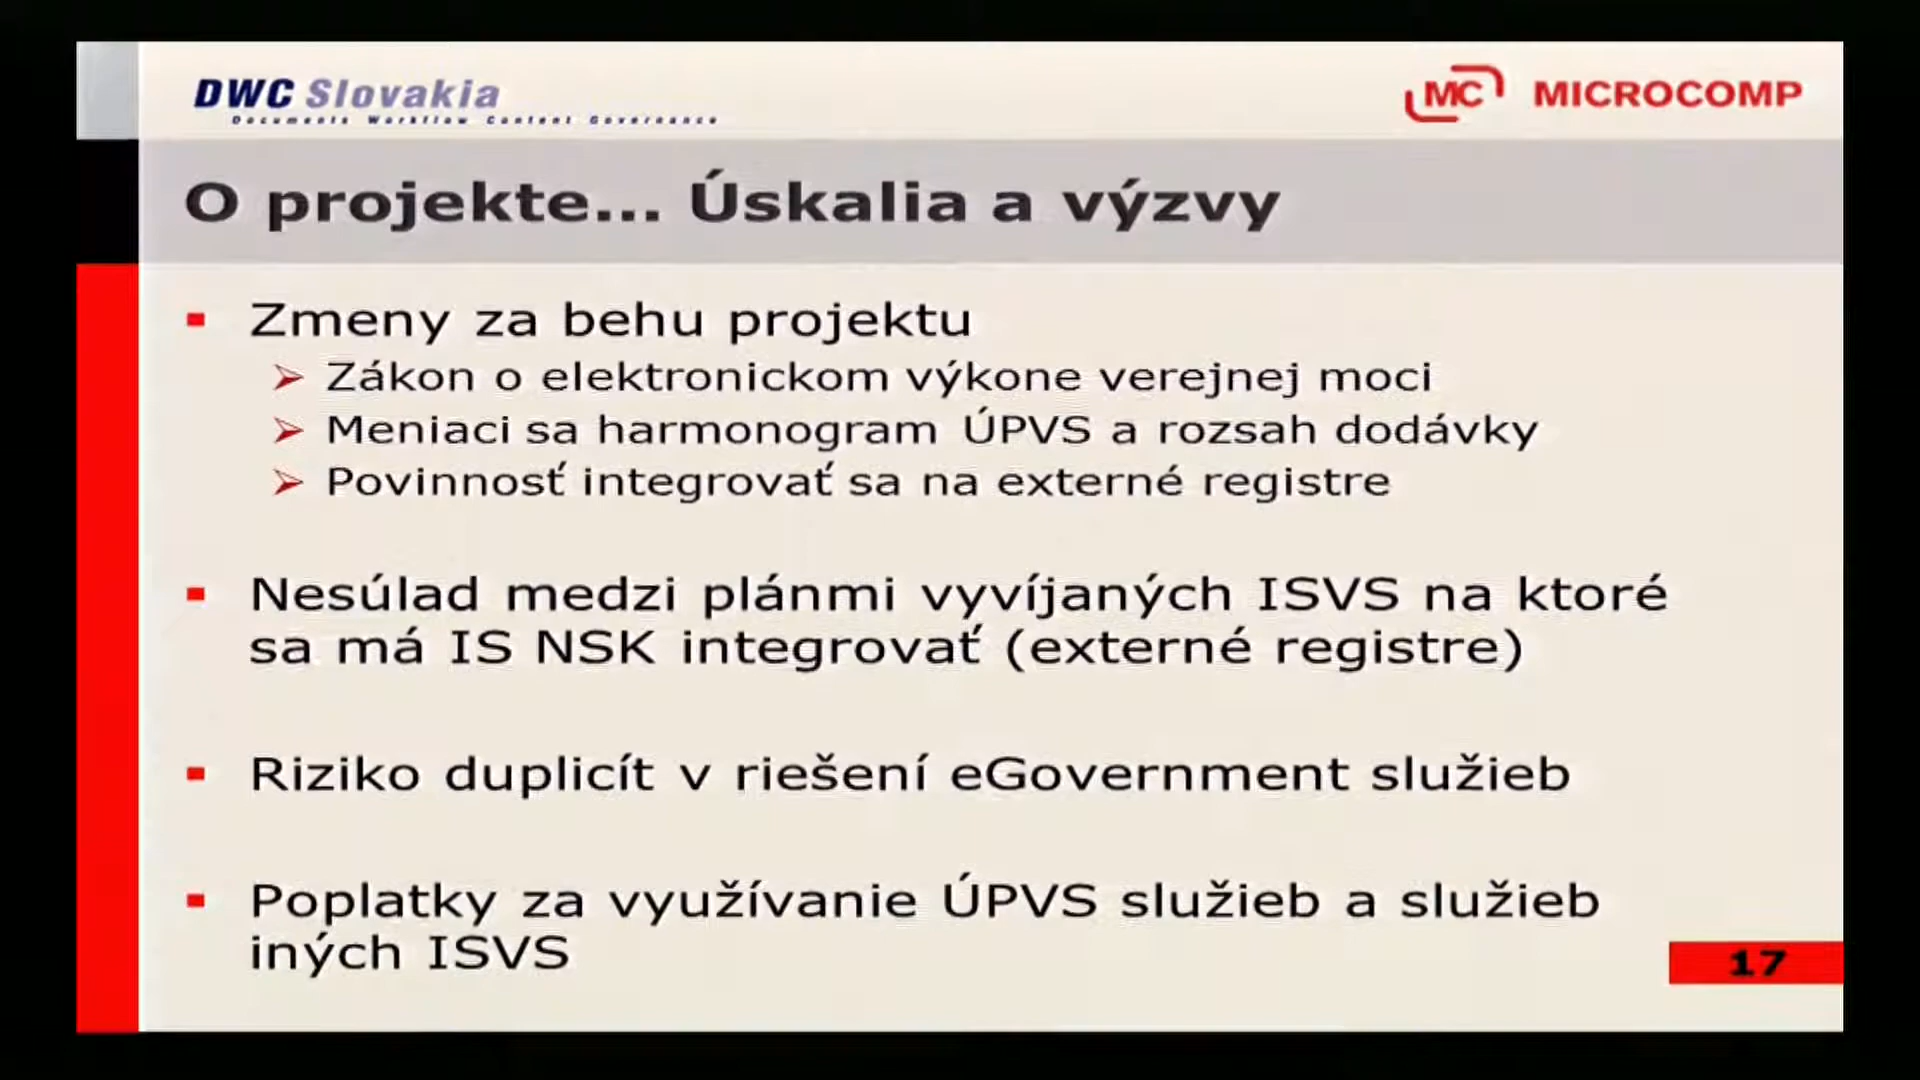 DWC Slovakia
Documents Workflow Content Governance
MC MICROCOMP
O projekte... Úskalia a výzvy
Zmeny za behu projektu
Zákon o elektronickom výkone verejnej moci
Meniaci sa harmonogram ÚPVS a rozsah dodávky
Povinnosť integrovať sa na externé registre
Nesúlad medzi plánmi vyvíjaných ISVS na ktoré
sa má IS NSK integrovať (externé registre)
Riziko duplicít v riešení eGovernment služieb
Poplatky za využívanie ÚPVS služieb a služieb
iných ISVS
17